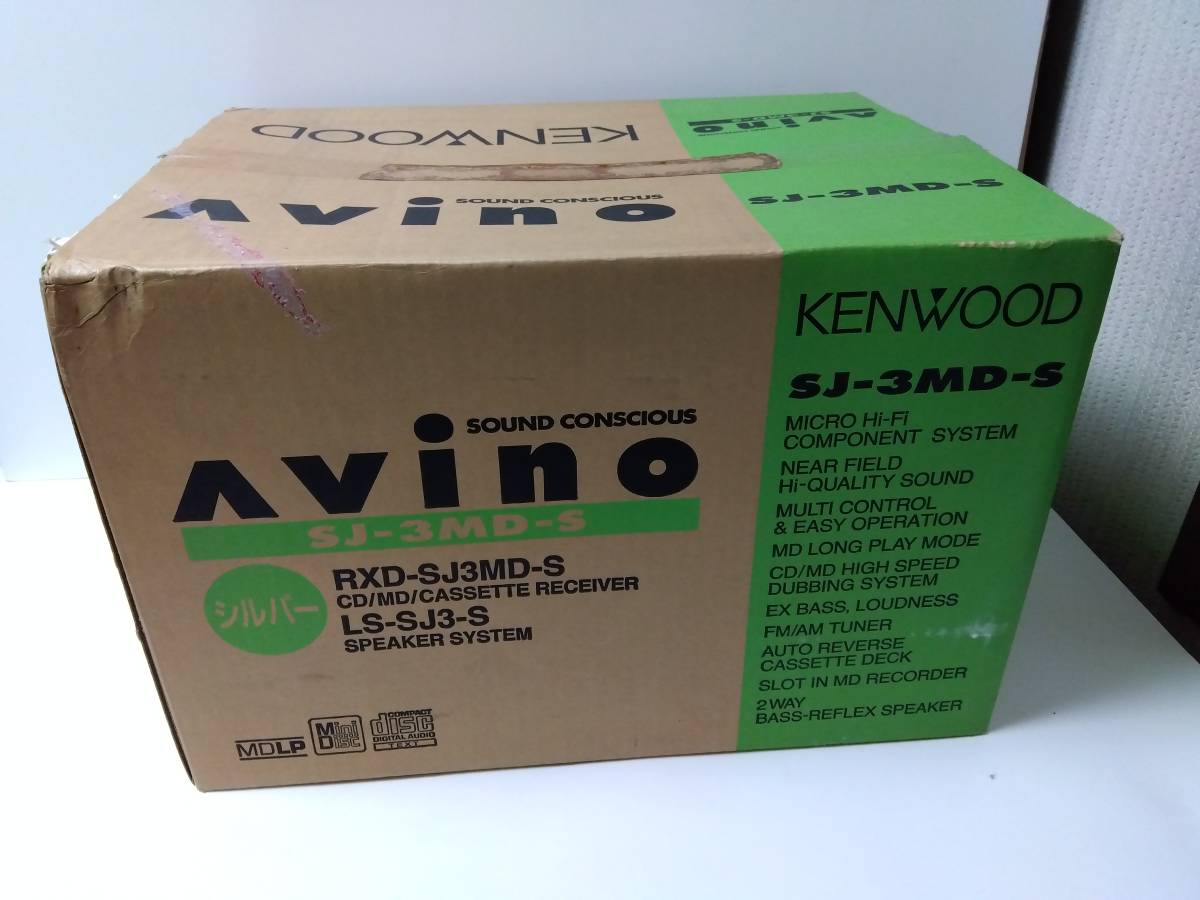 KENWOOD
Avino
SJ-3MD-S
SOUND CONSCIOUS
Avino
SJ-3MD-S
SOUND CONSCIOUS
Avino
SJ-3MD-S
シルバー
RXD-SJ3MD-S
CD/MD/CASSETTE RECEIVER
LS-SJ3-S
SPEAKER SYSTEM
MDLP
Mini Disc
COMPACT
disc
DIGITAL AUDIO
TEXT
KENWOOD
SJ-3MD-S
MICRO Hi-Fi
COMPONENT SYSTEM
NEAR FIELD
Hi-QUALITY SOUND
MULTI CONTROL
& EASY OPERATION
MD LONG PLAY MODE
CD/MD HIGH SPEED
DUBBING SYSTEM
EX BASS, LOUDNESS
FM/AM TUNER
AUTO REVERSE
CASSETTE DECK
SLOT IN MD RECORDER
2WAY
BASS-REFLEX SPEAKER